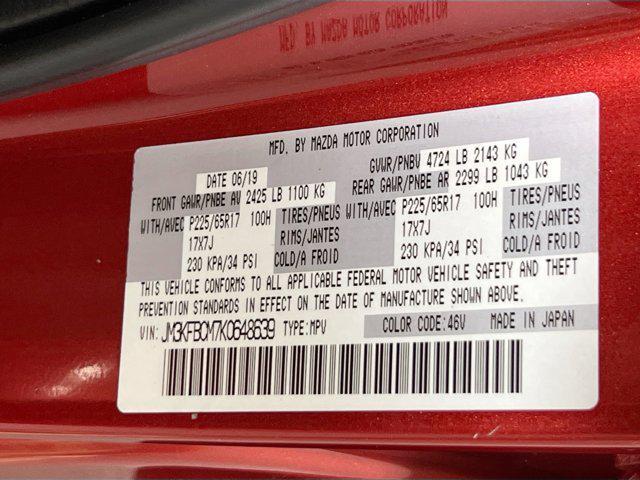 MFD. BY MAZDA MOTOR CORPORATION
MFD. BY MAZDA MOTOR CORPORATION
DATE 06/19 GVWR/PNBV 4724 LB 2143 KG
FRONT GAWR/PNBE AV 2425 LB 1100 KG REAR GAWR/PNBE AR 2299 LB 1043 KG
WITH/AVEC P225/65R17 100H TIRES/PNEUS WITH/AVEC P225/65R17 100H TIRES/PNEUS
17X7J RIMS/JANTES 17X7J RIMS/JANTES
230 KPA/34 PSI COLD/A FROID 230 KPA/34 PSI COLD/A FROID
THIS VEHICLE CONFORMS TO ALL APPLICABLE FEDERAL MOTOR VEHICLE SAFETY AND THEFT
PREVENTION STANDARDS IN EFFECT ON THE DATE OF MANUFACTURE SHOWN ABOVE.
VIN: JM3KFBCM7K0648639 TYPE: MPV COLOR CODE: 46V MADE IN JAPAN